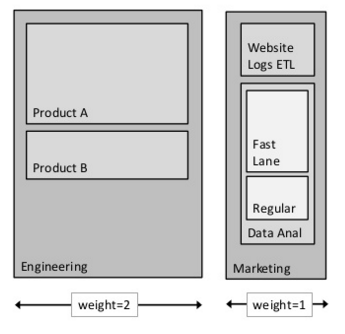 Product A
Product B
Engineering
weight=2
Website
Logs ETL
Fast
Lane
Regular
Data Anal
Marketing
weight=1